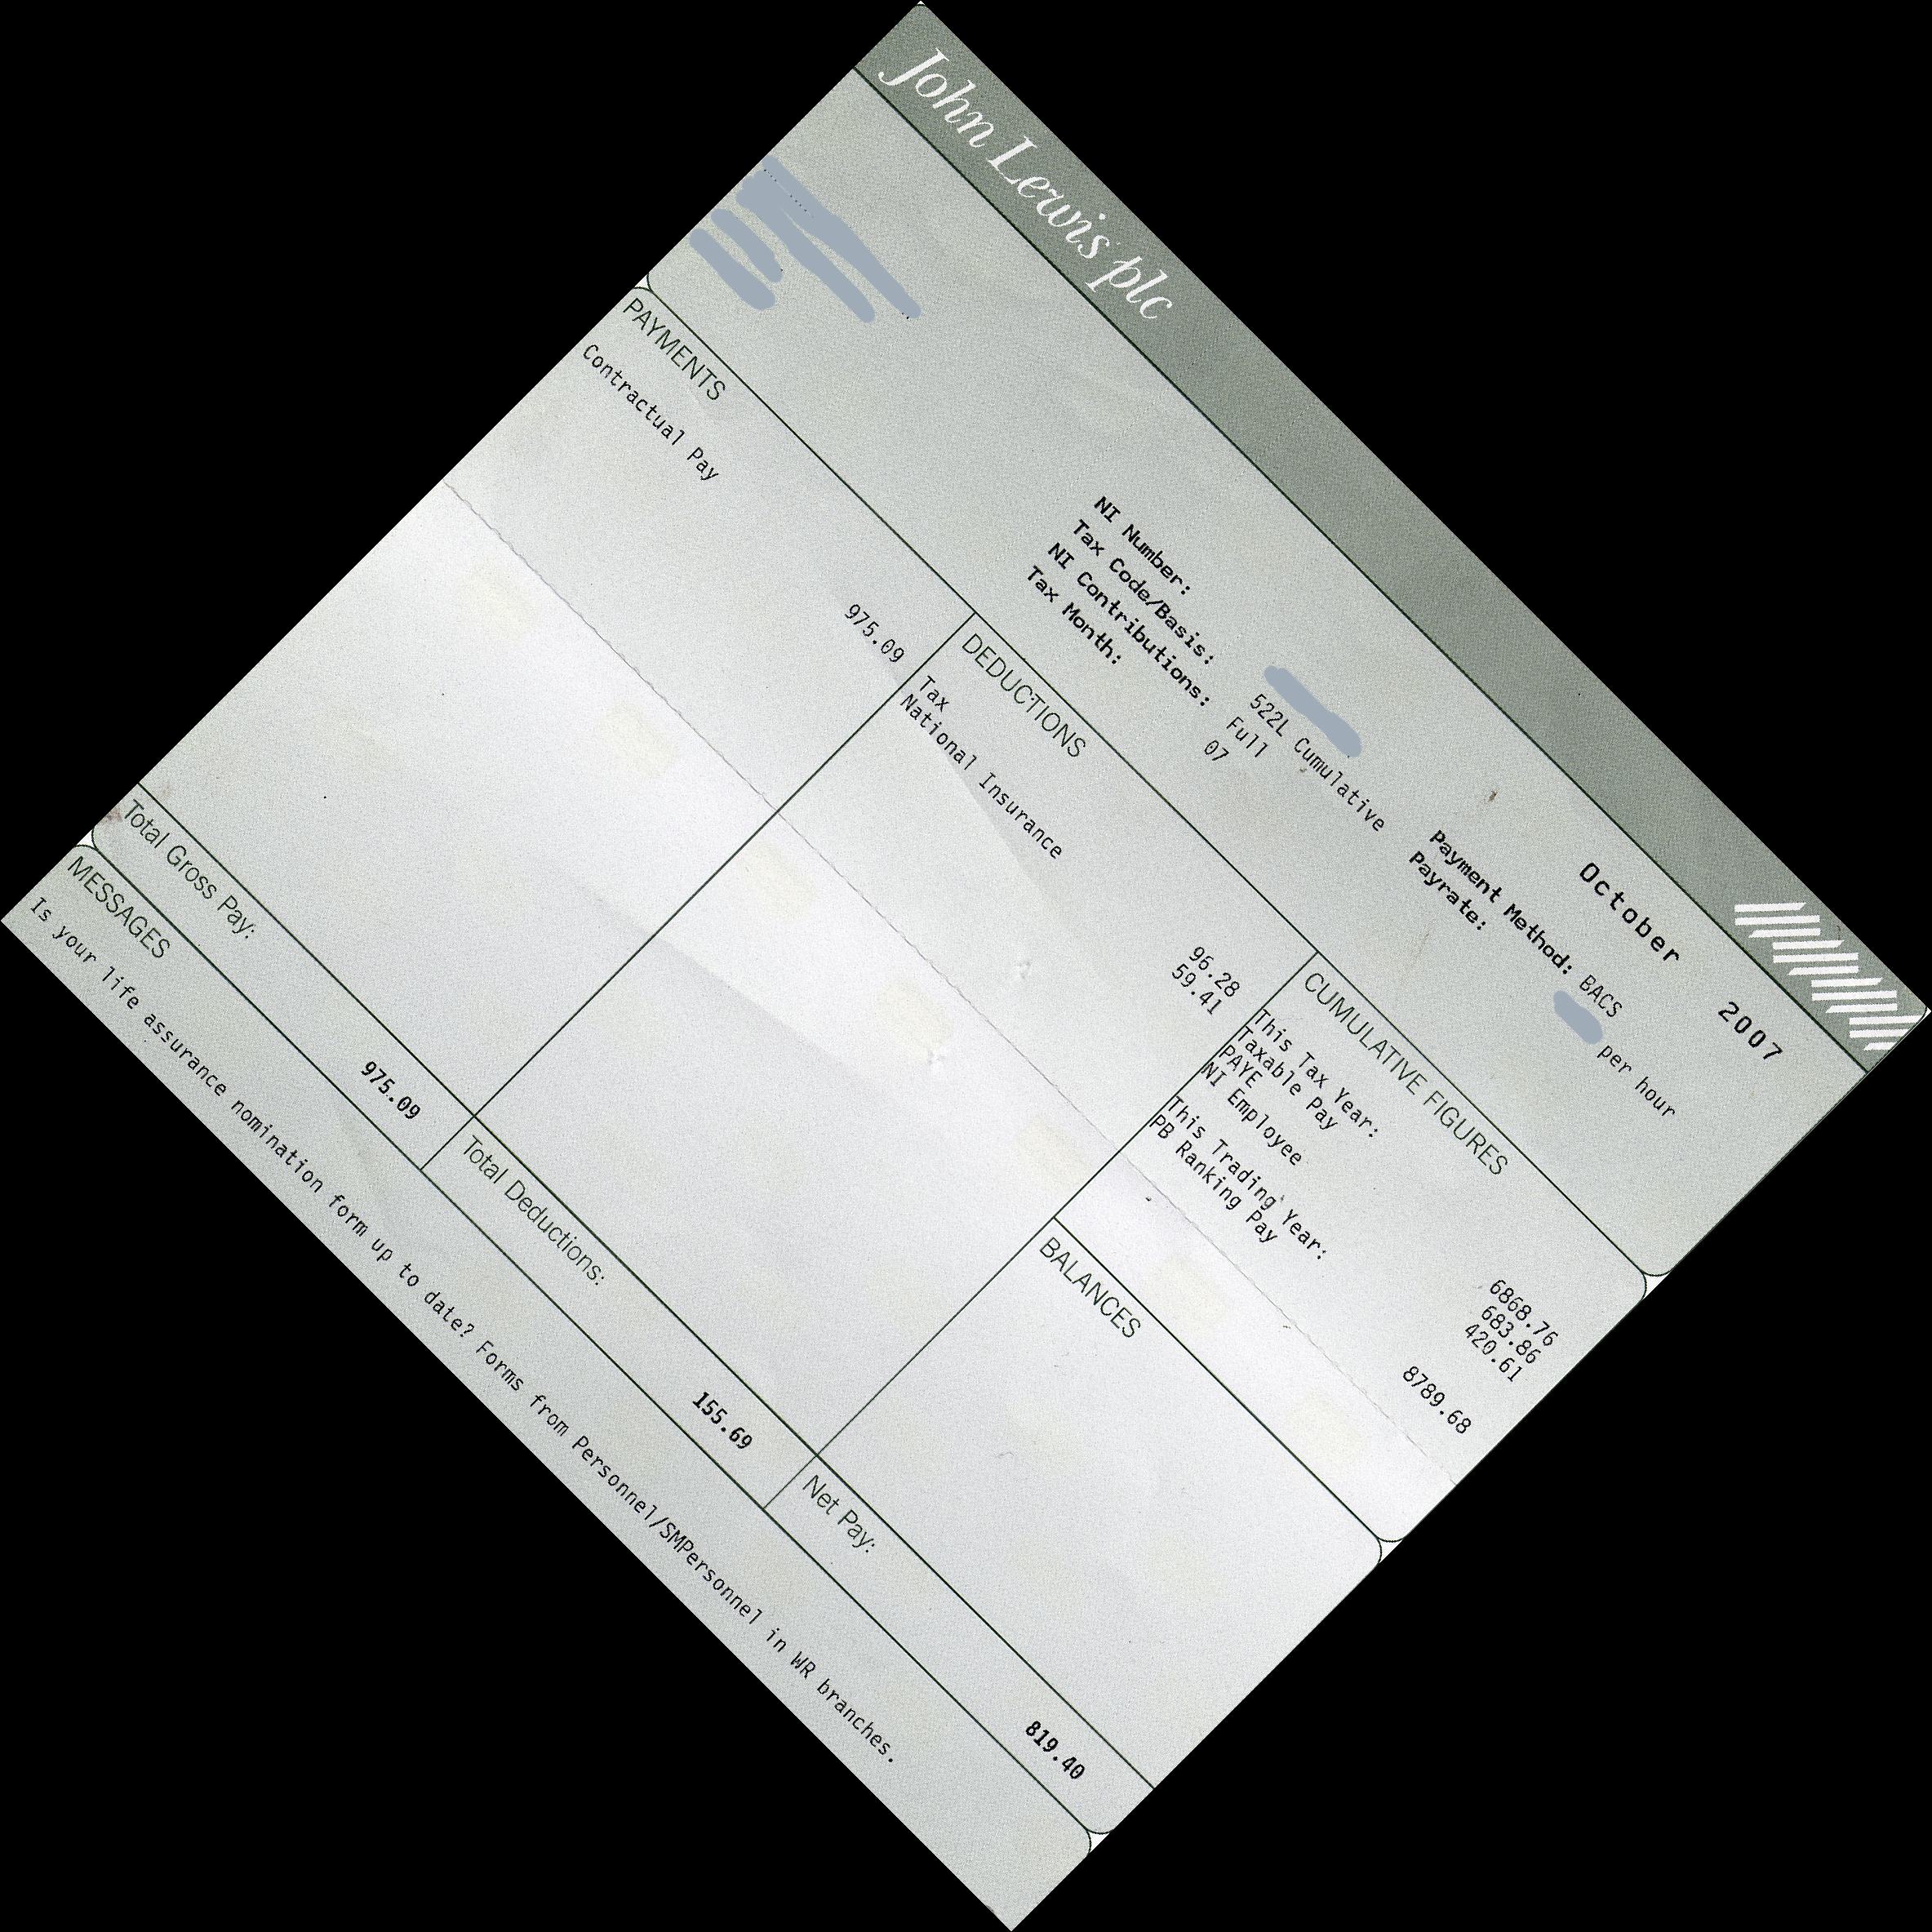 John Lewis plc
October 2007
NI Number:
Tax Code/Basis: 522L Cumulative
NI Contributions: Full
Tax Month: 07
Payment Method: BACS
Payrate: per hour
PAYMENTS
Contractual Pay 975.09
DEDUCTIONS
Tax 96.28
National Insurance 59.41
CUMULATIVE FIGURES
This Tax Year:
Taxable Pay 6868.76
PAYE 683.86
NI Employee 420.61
This Trading Year:
PB Ranking Pay 8789.68
BALANCES
Total Gross Pay: 975.09
Total Deductions: 155.69
Net Pay: 819.40
MESSAGES
Is your life assurance nomination form up to date? Forms from Personnel/SMPersonnel in WR branches.